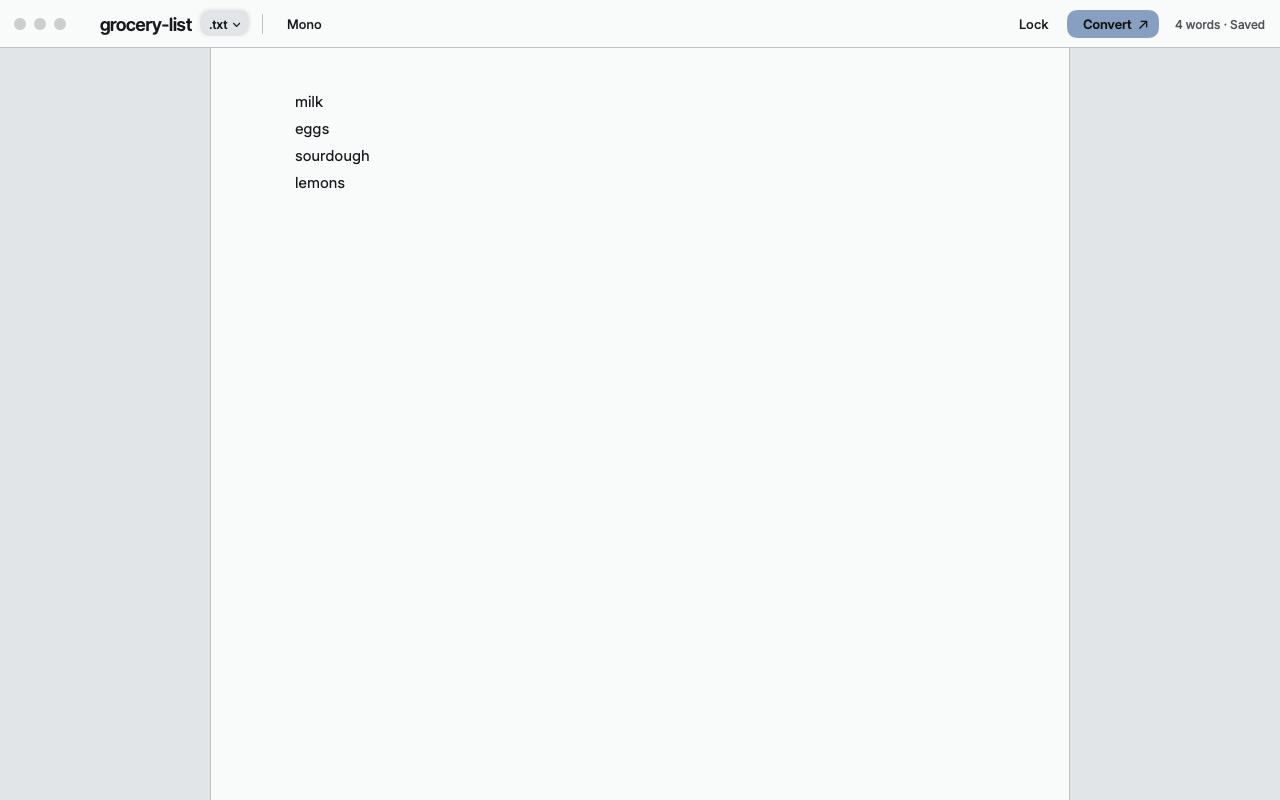 grocery-list .txt Mono Lock Convert 4 words · Saved
milk
eggs
sourdough
lemons